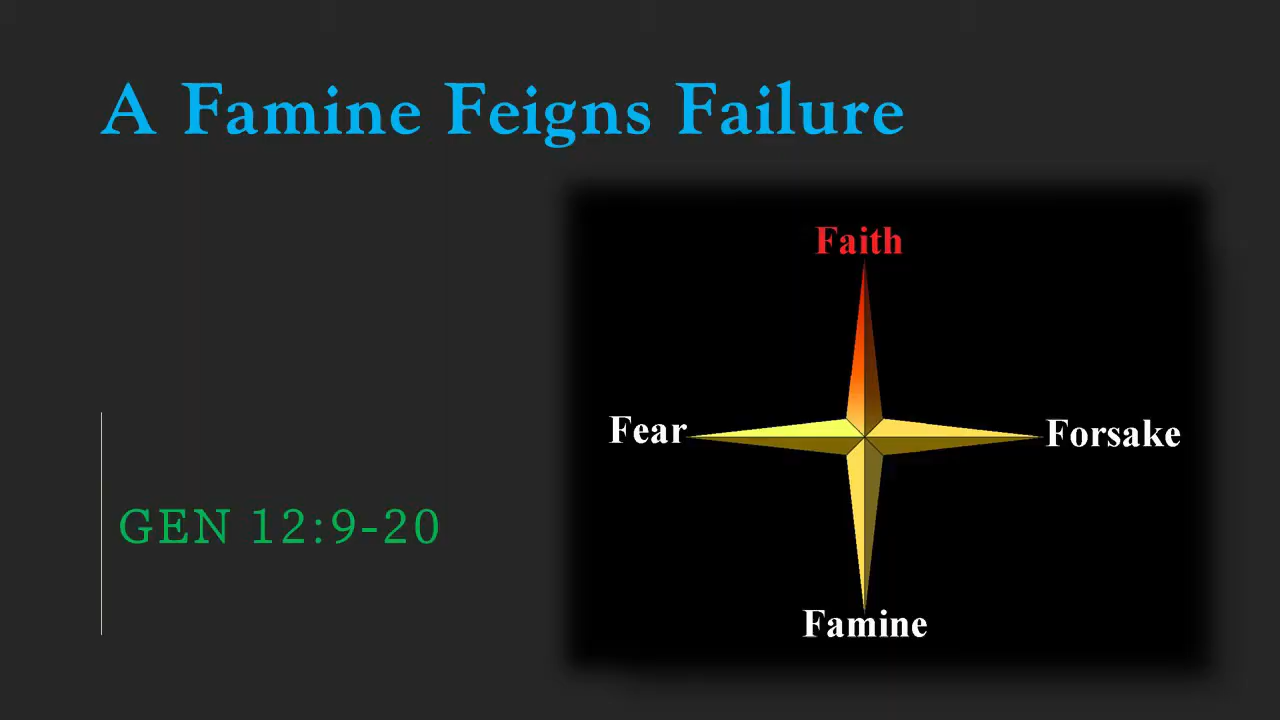 A Famine Feigns Failure
Faith
Fear
Forsake
GEN 12:9-20
Famine